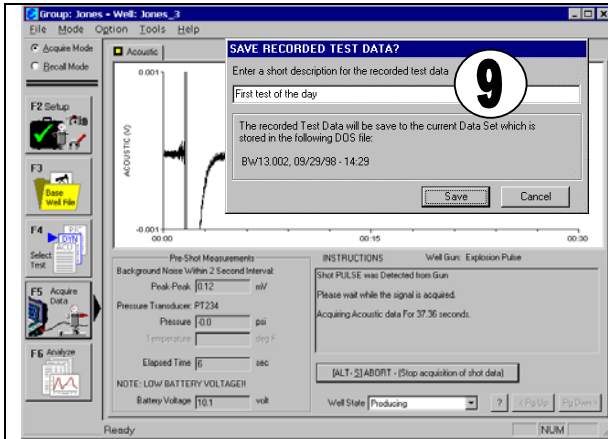 Group: Jones - Well: Jones_3
File Mode Option Tools Help
Acquire Mode
Recall Mode
F2 Setup
F3
Base
Well File
F4
DYN
ACU
Select
Test
F5 Acquire
Data
F6 Analyze
Acoustic
0.001
ACOUSTIC (V)
-0.001
00:00
00:15
00:30
SAVE RECORDED TEST DATA?
Enter a short description for the recorded test data
First test of the day
The recorded Test Data will be save to the current Data Set which is
stored in the following DOS file:
BW13.002, 09/29/98 - 14:29
Save
Cancel
9
Pre-Shot Measurements
Background Noise Within 2 Second Interval:
Peak-Peak 0.12 mV
Pressure Transducer: PT234
Pressure -0.0 psi
Temperature deg F
Elapsed Time 6 sec
NOTE: LOW BATTERY VOLTAGE!!
Battery Voltage 10.1 volt
INSTRUCTIONS Well Gun: Explosion Pulse
Shot PULSE was Detected from Gun
Please wait while the signal is acquired.
Acquiring Acoustic data For 37.36 seconds.
[ALT- S] ABORT - (Stop acquisition of shot data)
Well State Producing
?
< Pg Up
Pg Dwn >
Ready
NUM